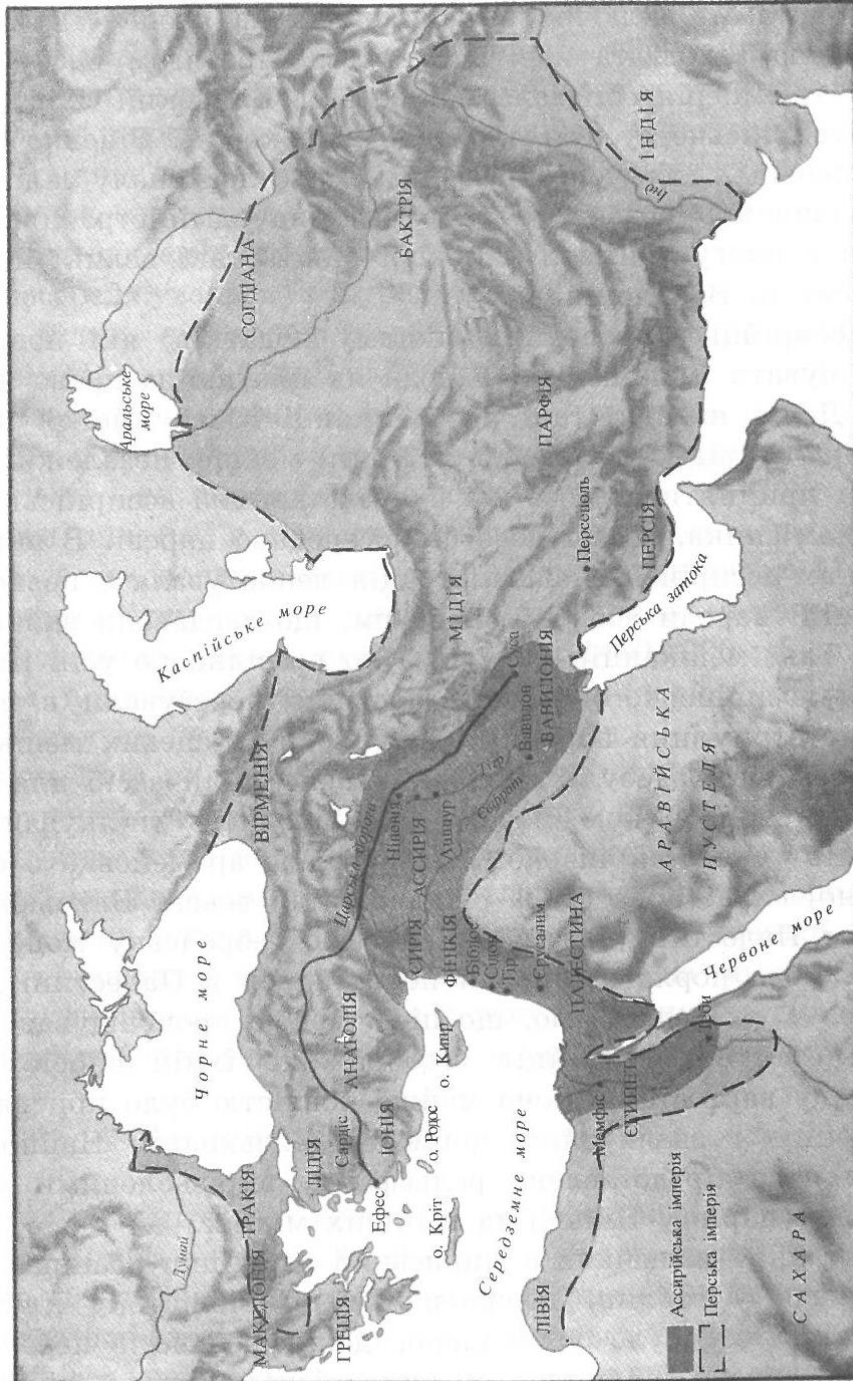 МАКЕДОНІЯ
ФРАКІЯ
ГРЕЦІЯ
Дунай
Чорне море
ЛІДІЯ
Сардіс
ІОНІЯ
Ефес
АНАТОЛІЯ
о. Родос
о. Кріт
о. Кіпр
Середземне море
ЛІВІЯ
САХАРА
ВІРМЕНІЯ
Царська дорога
Ніневія
АССИРІЯ
Ашшур
СИРІЯ
ФІНІКІЯ
Біблос
Сідон
Тір
Єрусалим
ПАЛЕСТИНА
Мемфіс
ЄГИПЕТ
Фіви
Червоне море
АРАВІЙСЬКА
ПУСТЕЛЯ
Каспійське море
МІДІЯ
Суза
Вавилон
ВАВИЛОНІЯ
Тігр
Євфрат
Персеполь
ПЕРСІЯ
Перська затока
ПАРФІЯ
Аральське
море
СОГДІАНА
БАКТРІЯ
Інд
ІНДІЯ
Ассирійська імперія
Перська імперія